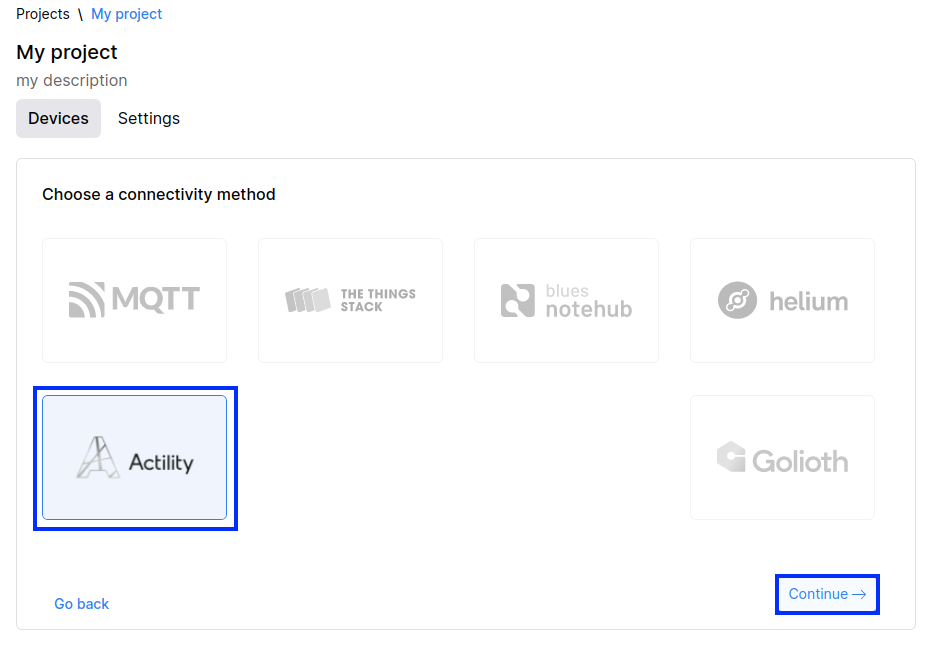 Projects \ My project
My project
my description
Devices Settings
Choose a connectivity method
MQTT
THE THINGS
STACK
blues
notehub
helium
Actility
Golioth
Go back
Continue →